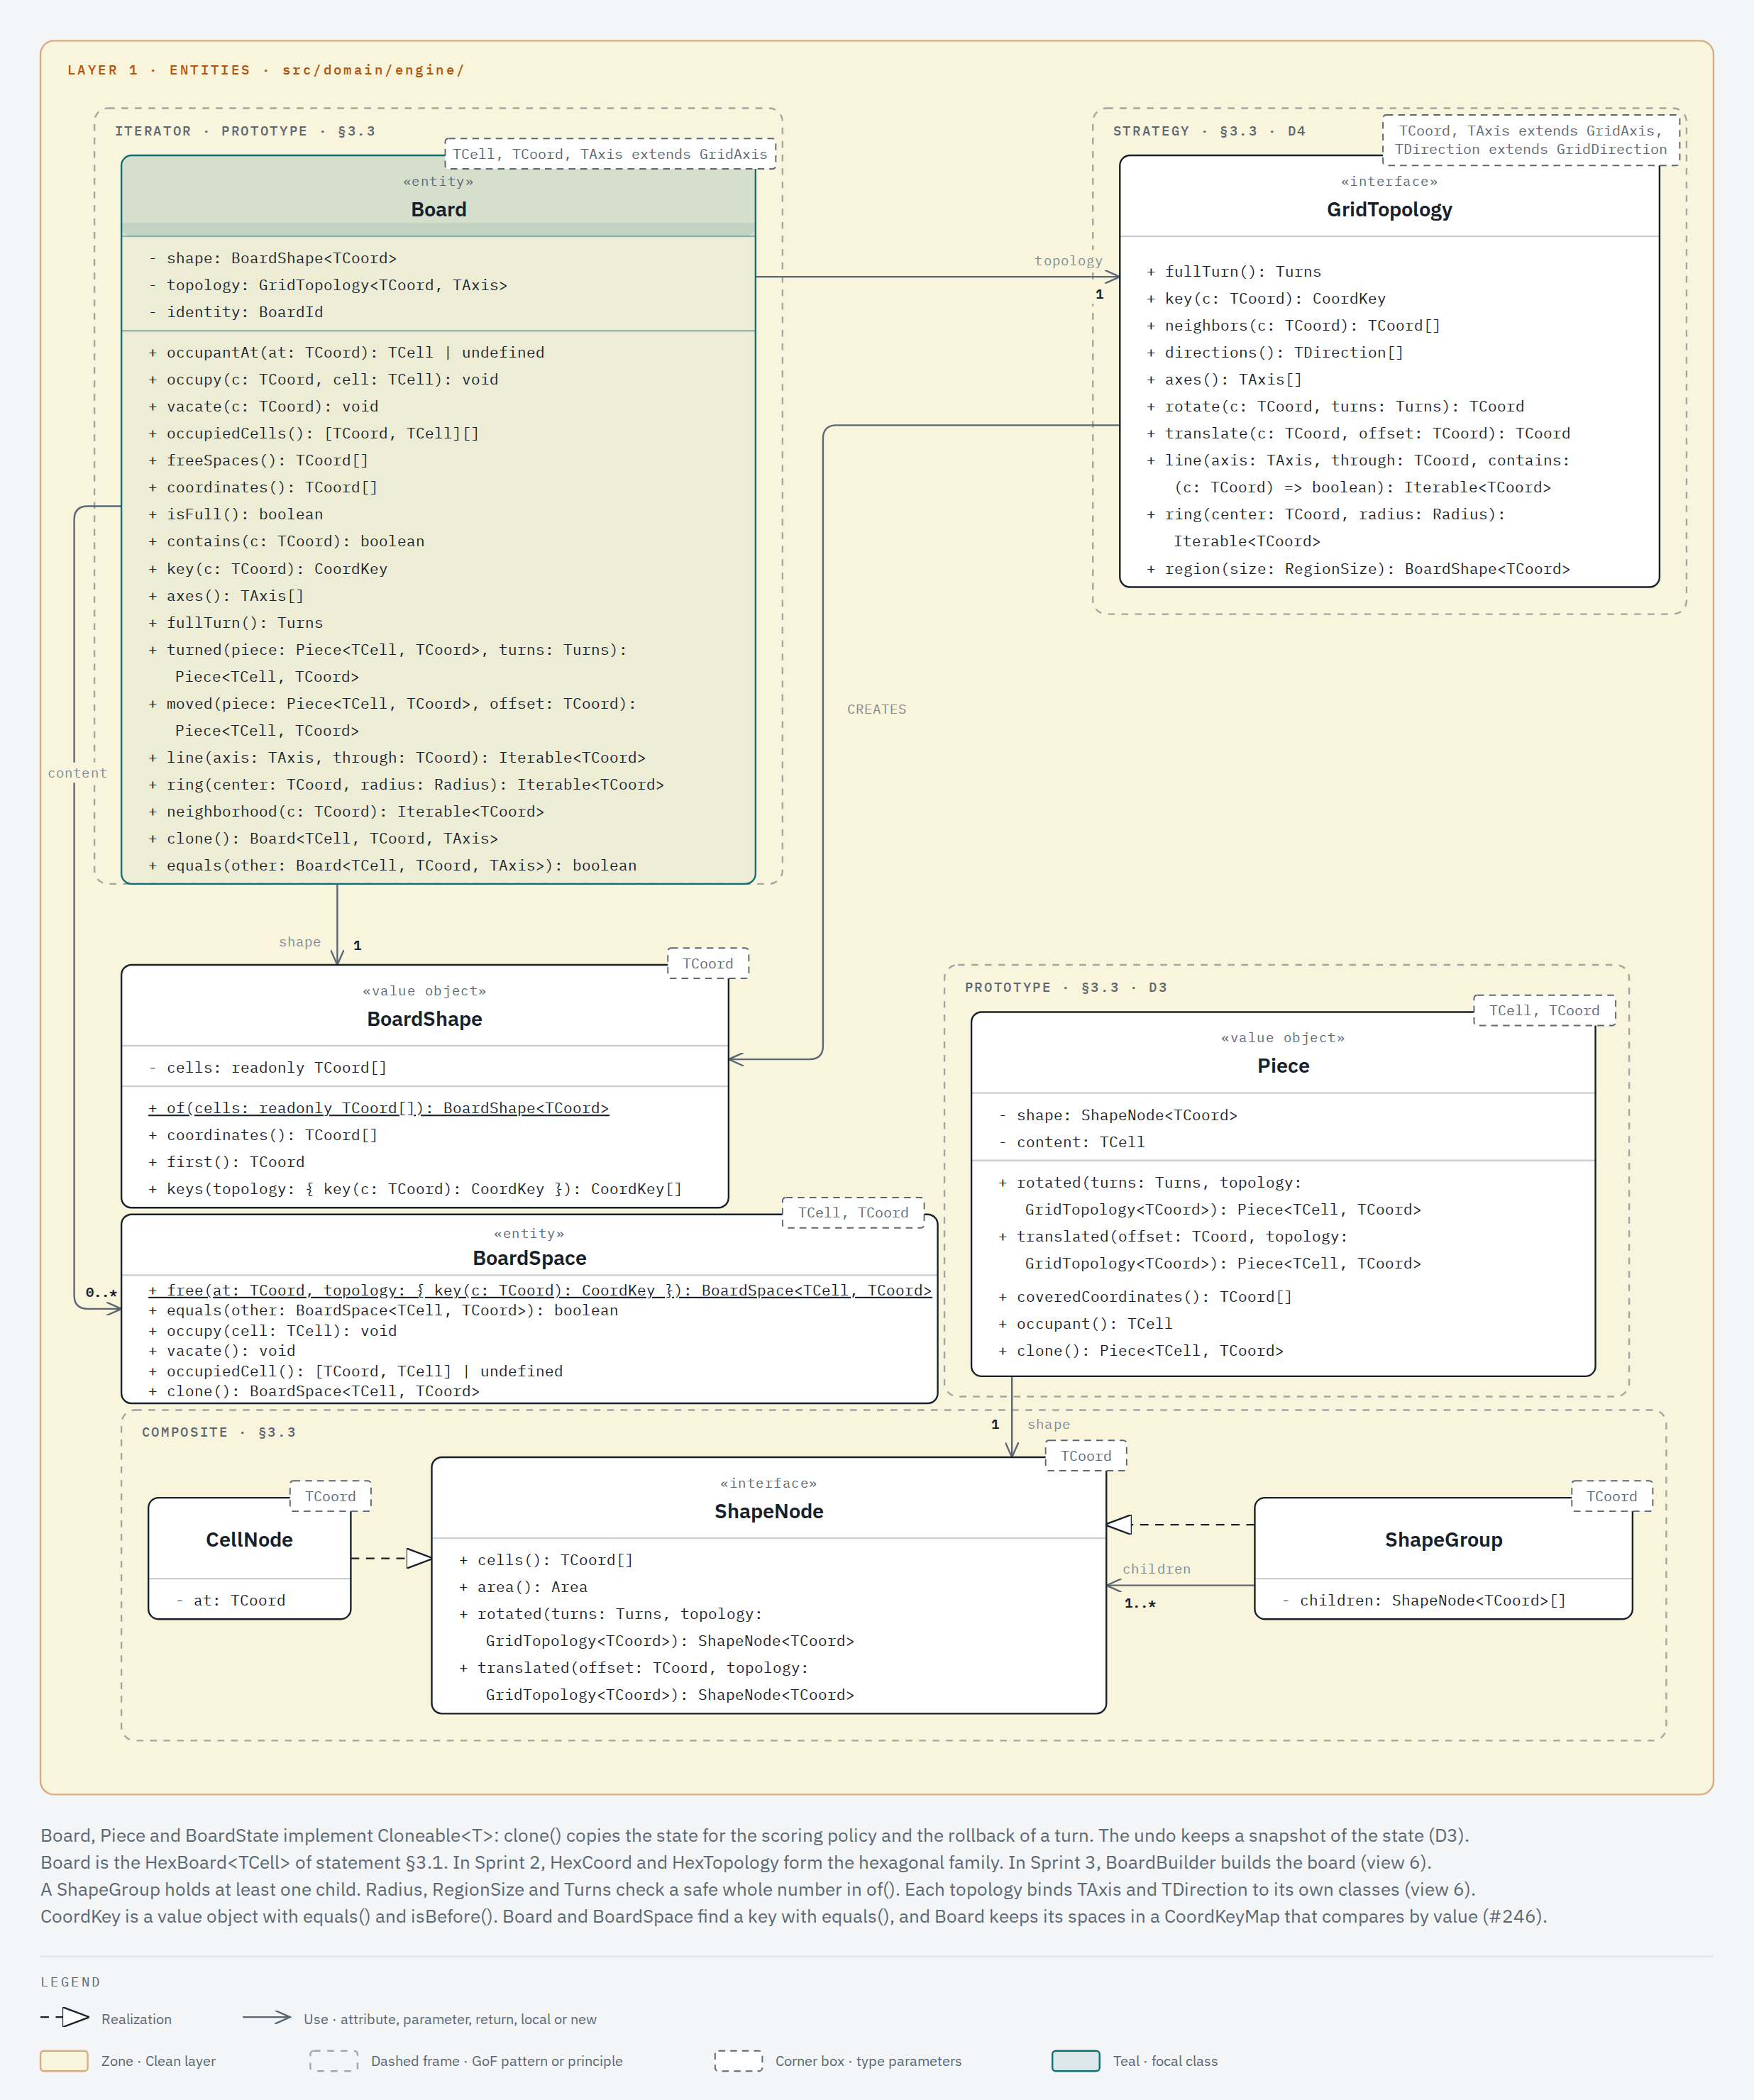 LAYER 1 · ENTITIES · src/domain/engine/
ITERATOR · PROTOTYPE · §3.3
TCell, TCoord, TAxis extends GridAxis
«entity»
Board
- shape: BoardShape<TCoord>
- topology: GridTopology<TCoord, TAxis>
- identity: BoardId
+ occupantAt(at: TCoord): TCell | undefined
+ occupy(c: TCoord, cell: TCell): void
+ vacate(c: TCoord): void
+ occupiedCells(): [TCoord, TCell][]
+ freeSpaces(): TCoord[]
+ coordinates(): TCoord[]
+ isFull(): boolean
+ contains(c: TCoord): boolean
+ key(c: TCoord): CoordKey
+ axes(): TAxis[]
+ fullTurn(): Turns
+ turned(piece: Piece<TCell, TCoord>, turns: Turns):
Piece<TCell, TCoord>
+ moved(piece: Piece<TCell, TCoord>, offset: TCoord):
Piece<TCell, TCoord>
+ line(axis: TAxis, through: TCoord): Iterable<TCoord>
+ ring(center: TCoord, radius: Radius): Iterable<TCoord>
+ neighborhood(c: TCoord): Iterable<TCoord>
+ clone(): Board<TCell, TCoord, TAxis>
+ equals(other: Board<TCell, TCoord, TAxis>): boolean
STRATEGY · §3.3 · D4
TCoord, TAxis extends GridAxis,
TDirection extends GridDirection
«interface»
GridTopology
+ fullTurn(): Turns
+ key(c: TCoord): CoordKey
+ neighbors(c: TCoord): TCoord[]
+ directions(): TDirection[]
+ axes(): TAxis[]
+ rotate(c: TCoord, turns: Turns): TCoord
+ translate(c: TCoord, offset: TCoord): TCoord
+ line(axis: TAxis, through: TCoord, contains:
(c: TCoord) => boolean): Iterable<TCoord>
+ ring(center: TCoord, radius: Radius):
Iterable<TCoord>
+ region(size: RegionSize): BoardShape<TCoord>
topology
1
CREATES
content
0..*
shape
1
TCoord
«value object»
BoardShape
- cells: readonly TCoord[]
+ of(cells: readonly TCoord[]): BoardShape<TCoord>
+ coordinates(): TCoord[]
+ first(): TCoord
+ keys(topology: { key(c: TCoord): CoordKey }): CoordKey[]
TCell, TCoord
«entity»
BoardSpace
+ free(at: TCoord, topology: { key(c: TCoord): CoordKey }): BoardSpace<TCell, TCoord>
+ equals(other: BoardSpace<TCell, TCoord>): boolean
+ occupy(cell: TCell): void
+ vacate(): void
+ occupiedCell(): [TCoord, TCell] | undefined
+ clone(): BoardSpace<TCell, TCoord>
PROTOTYPE · §3.3 · D3
TCell, TCoord
«value object»
Piece
- shape: ShapeNode<TCoord>
- content: TCell
+ rotated(turns: Turns, topology:
GridTopology<TCoord>): Piece<TCell, TCoord>
+ translated(offset: TCoord, topology:
GridTopology<TCoord>): Piece<TCell, TCoord>
+ coveredCoordinates(): TCoord[]
+ occupant(): TCell
+ clone(): Piece<TCell, TCoord>
1
shape
COMPOSITE · §3.3
TCoord
CellNode
- at: TCoord
TCoord
«interface»
ShapeNode
+ cells(): TCoord[]
+ area(): Area
+ rotated(turns: Turns, topology:
GridTopology<TCoord>): ShapeNode<TCoord>
+ translated(offset: TCoord, topology:
GridTopology<TCoord>): ShapeNode<TCoord>
children
1..*
TCoord
ShapeGroup
- children: ShapeNode<TCoord>[]
Board, Piece and BoardState implement Cloneable<T>: clone() copies the state for the scoring policy and the rollback of a turn. The undo keeps a snapshot of the state (D3).
Board is the HexBoard<TCell> of statement §3.1. In Sprint 2, HexCoord and HexTopology form the hexagonal family. In Sprint 3, BoardBuilder builds the board (view 6).
A ShapeGroup holds at least one child. Radius, RegionSize and Turns check a safe whole number in of(). Each topology binds TAxis and TDirection to its own classes (view 6).
CoordKey is a value object with equals() and isBefore(). Board and BoardSpace find a key with equals(), and Board keeps its spaces in a CoordKeyMap that compares by value (#246).
LEGEND
Realization
Use · attribute, parameter, return, local or new
Zone · Clean layer
Dashed frame · GoF pattern or principle
Corner box · type parameters
Teal · focal class